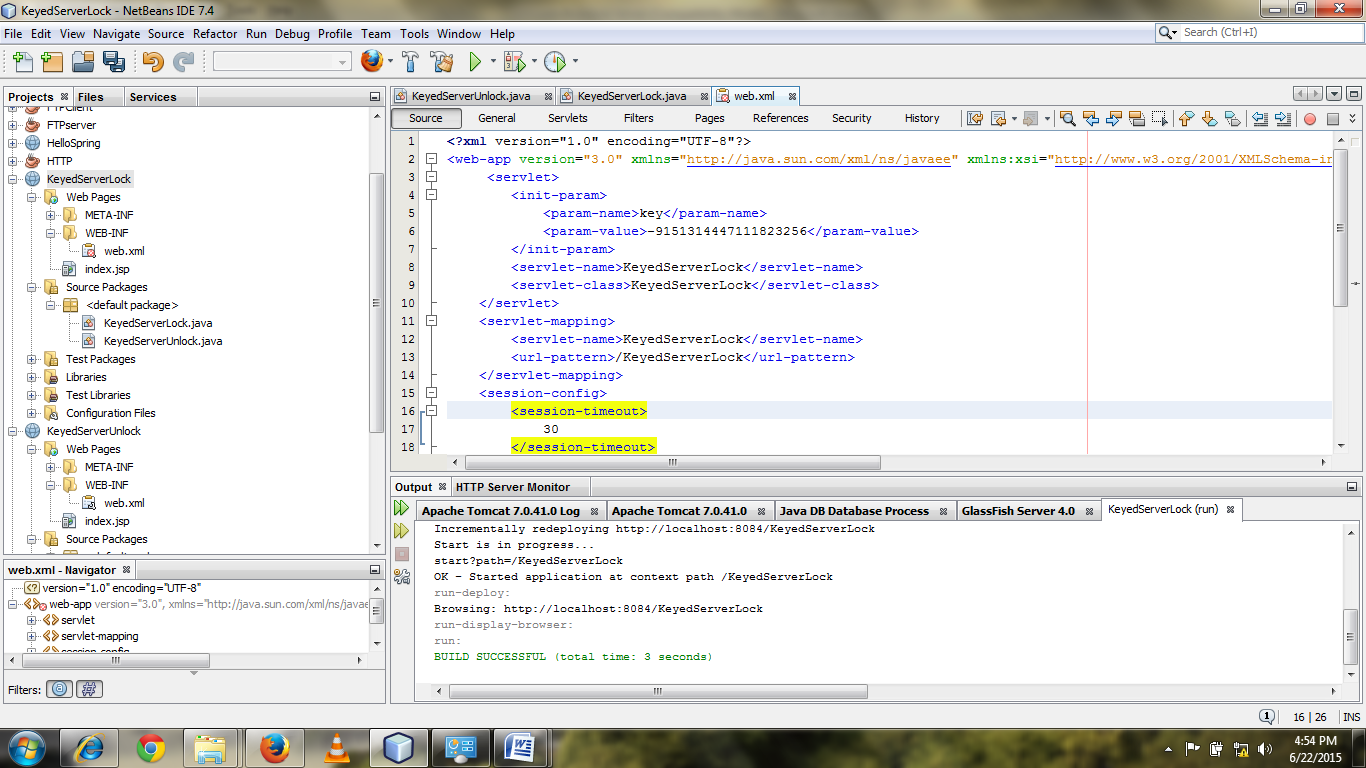 KeyedServerLock - NetBeans IDE 7.4
File Edit View Navigate Source Refactor Run Debug Profile Team Tools Window Help
Search (Ctrl+I)
Projects Files Services
FTPClient
FTPserver
HelloSpring
HTTP
KeyedServerLock
Web Pages
META-INF
WEB-INF
web.xml
index.jsp
Source Packages
<default package>
KeyedServerLock.java
KeyedServerUnlock.java
Test Packages
Libraries
Test Libraries
Configuration Files
KeyedServerUnlock
Web Pages
META-INF
WEB-INF
web.xml
index.jsp
Source Packages
web.xml - Navigator
version="1.0" encoding="UTF-8"
web-app version="3.0", xmlns="http://java.sun.com/xml/ns/javaee
servlet
servlet-mapping
session-config
Filters:
KeyedServerUnlock.java KeyedServerLock.java web.xml
Source General Servlets Filters Pages References Security History
1 <?xml version="1.0" encoding="UTF-8"?>
2 <web-app version="3.0" xmlns="http://java.sun.com/xml/ns/javaee" xmlns:xsi="http://www.w3.org/2001/XMLSchema-in
3 <servlet>
4 <init-param>
5 <param-name>key</param-name>
6 <param-value>-9151314447111823256</param-value>
7 </init-param>
8 <servlet-name>KeyedServerLock</servlet-name>
9 <servlet-class>KeyedServerLock</servlet-class>
10 </servlet>
11 <servlet-mapping>
12 <servlet-name>KeyedServerLock</servlet-name>
13 <url-pattern>/KeyedServerLock</url-pattern>
14 </servlet-mapping>
15 <session-config>
16 <session-timeout>
17 30
18 </session-timeout>
Output HTTP Server Monitor
Apache Tomcat 7.0.41.0 Log Apache Tomcat 7.0.41.0 Java DB Database Process GlassFish Server 4.0 KeyedServerLock (run)
Incrementally redeploying http://localhost:8084/KeyedServerLock
Start is in progress...
start?path=/KeyedServerLock
OK - Started application at context path /KeyedServerLock
run-deploy:
Browsing: http://localhost:8084/KeyedServerLock
run-display-browser:
run:
BUILD SUCCESSFUL (total time: 3 seconds)
1 16 | 26 INS
4:54 PM
6/22/2015